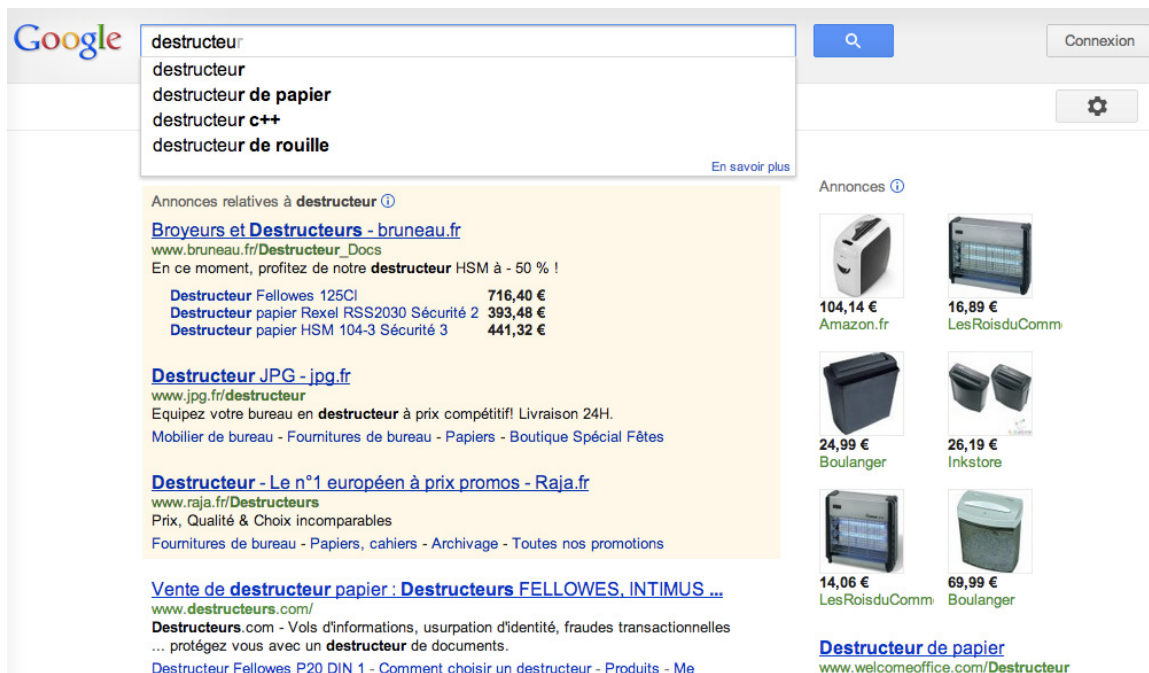 Google
destructeur
Connexion
destructeur
destructeur de papier
destructeur c++
destructeur de rouille
En savoir plus
Annonces relatives à destructeur
Broyeurs et Destructeurs - bruneau.fr
www.bruneau.fr/Destructeur_Docs
En ce moment, profitez de notre destructeur HSM à - 50 % !
Destructeur Fellowes 125CI 716,40 €
Destructeur papier Rexel RSS2030 Sécurité 2 393,48 €
Destructeur papier HSM 104-3 Sécurité 3 441,32 €
Destructeur JPG - jpg.fr
www.jpg.fr/destructeur
Equipez votre bureau en destructeur à prix compétitif! Livraison 24H.
Mobilier de bureau - Fournitures de bureau - Papiers - Boutique Spécial Fêtes
Destructeur - Le n°1 européen à prix promos - Raja.fr
www.raja.fr/Destructeurs
Prix, Qualité & Choix incomparables
Fournitures de bureau - Papiers, cahiers - Archivage - Toutes nos promotions
Vente de destructeur papier : Destructeurs FELLOWES, INTIMUS ...
www.destructeurs.com/
Destructeurs.com - Vols d'informations, usurpation d'identité, fraudes transactionnelles
... protégez vous avec un destructeur de documents.
Destructeur Fellowes P20 DIN 1 - Comment choisir un destructeur - Produits - Me
Annonces
104,14 €
Amazon.fr
16,89 €
LesRoisduComm
24,99 €
Boulanger
26,19 €
Inkstore
14,06 €
LesRoisduComm
69,99 €
Boulanger
Destructeur de papier
www.welcomeoffice.com/Destructeur